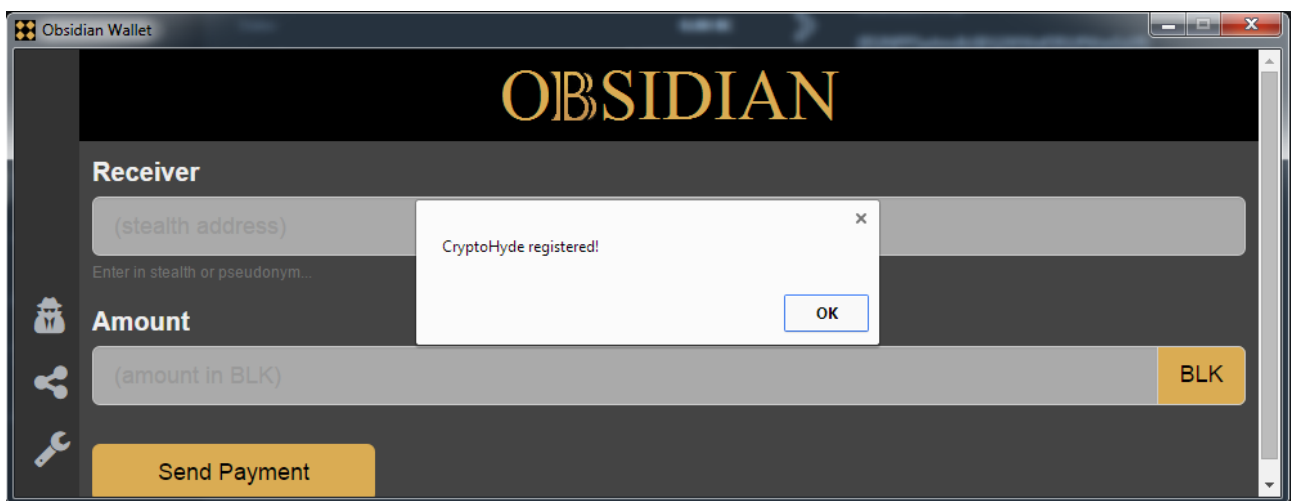 Obsidian Wallet
OBSIDIAN
Receiver
(stealth address)
Enter in stealth or pseudonym...
CryptoHyde registered!
OK
Amount
(amount in BLK)
BLK
Send Payment